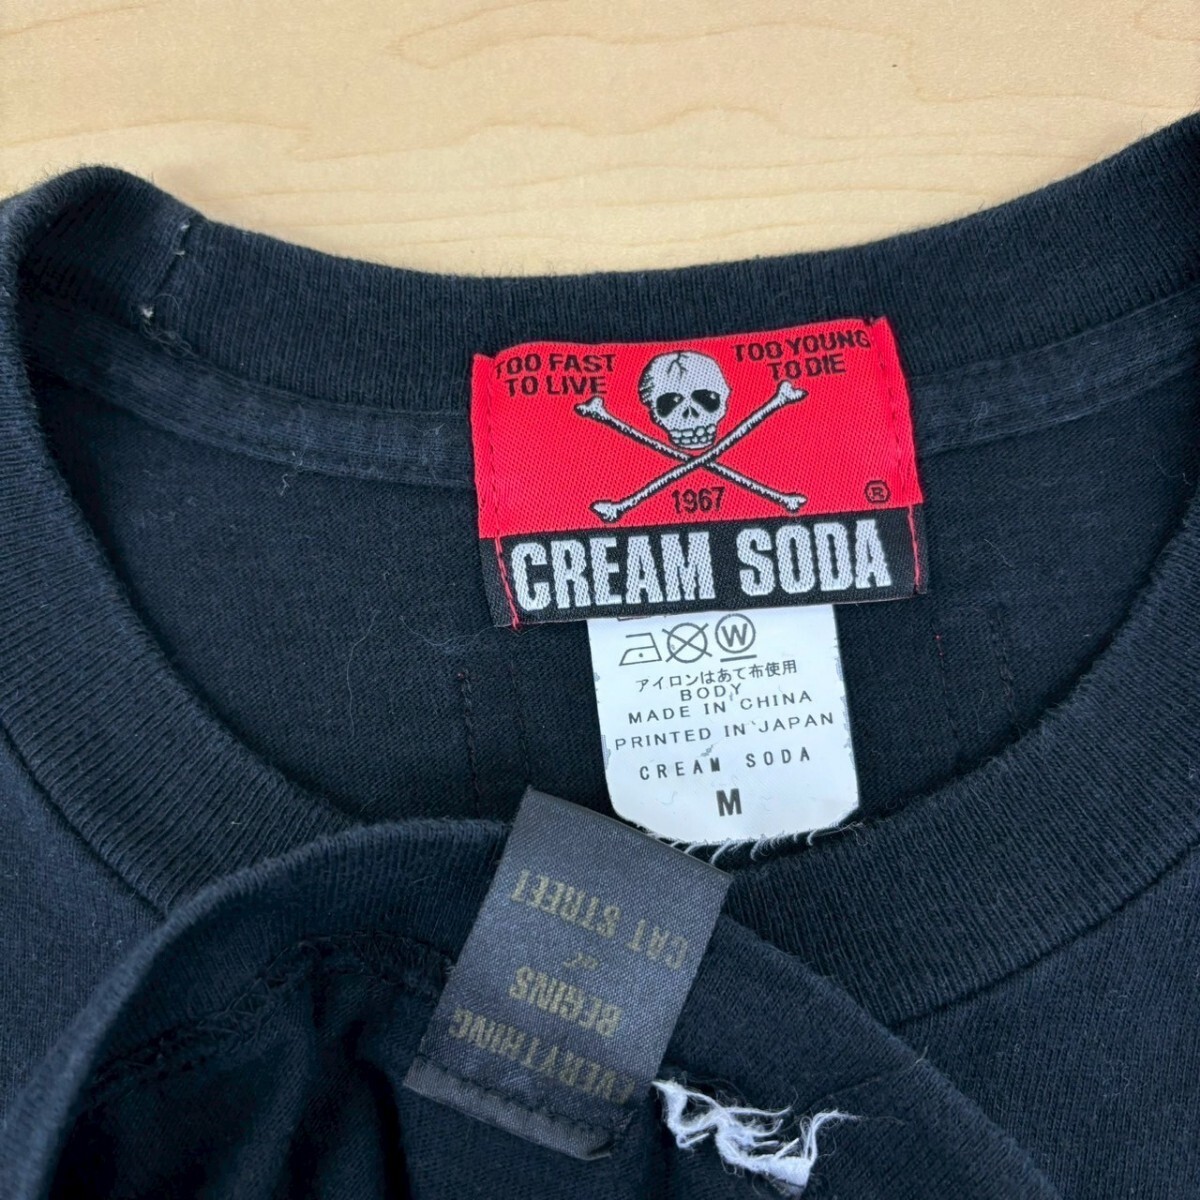 TOO FAST
TO LIVE
TOO YOUNG
TO DIE
1967
®
CREAM SODA
W
アイロンはあて布使用
BODY
MADE IN CHINA
PRINTED IN JAPAN
CREAM SODA
M
EVERYTHING
BEGINS
CAT STREET